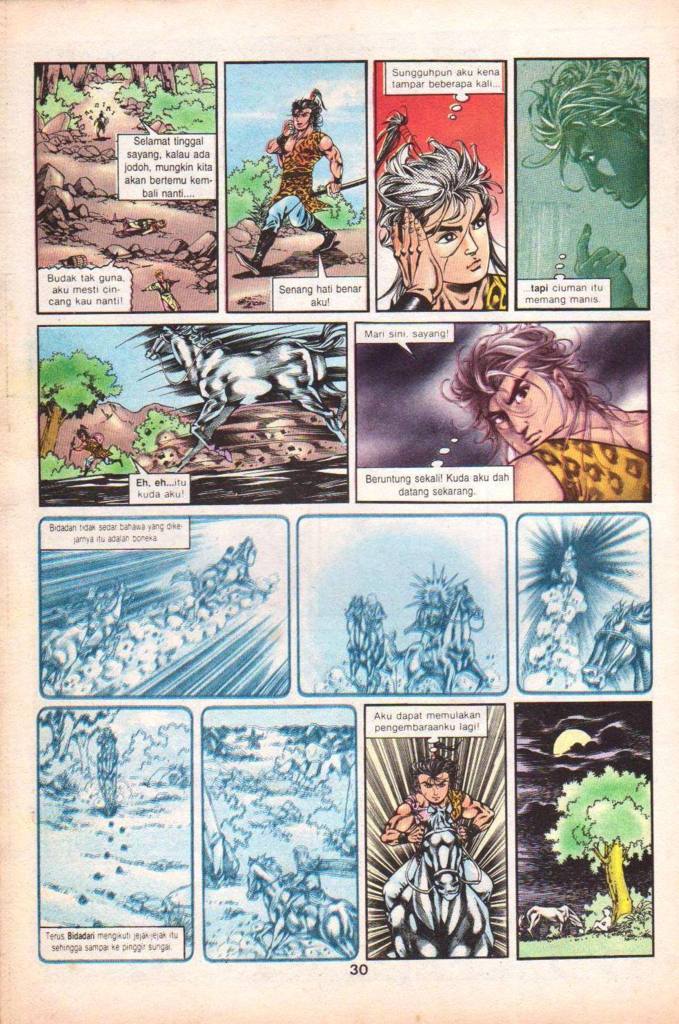 Selamat tinggal
sayang, kalau ada
jodoh, mungkin kita
akan bertemu kem-
bali nanti....
Budak tak guna,
aku mesti cin-
cang kau nanti!
Senang hati benar
aku!
Sungguhpun aku kena
tampar beberapa kali...
...tapi ciuman itu
memang manis.
Eh, eh...itu
kuda aku!
Mari sini, sayang!
Beruntung sekali! Kuda aku dah
datang sekarang.
Bidadari tidak sedar bahawa yang dike-
jarnya itu adalah boneka.
Terus Bidadari mengikuti jejak-jejak itu
sehingga sampai ke pinggir sungai.
Aku dapat memulakan
pengembaraanku lagi!
30